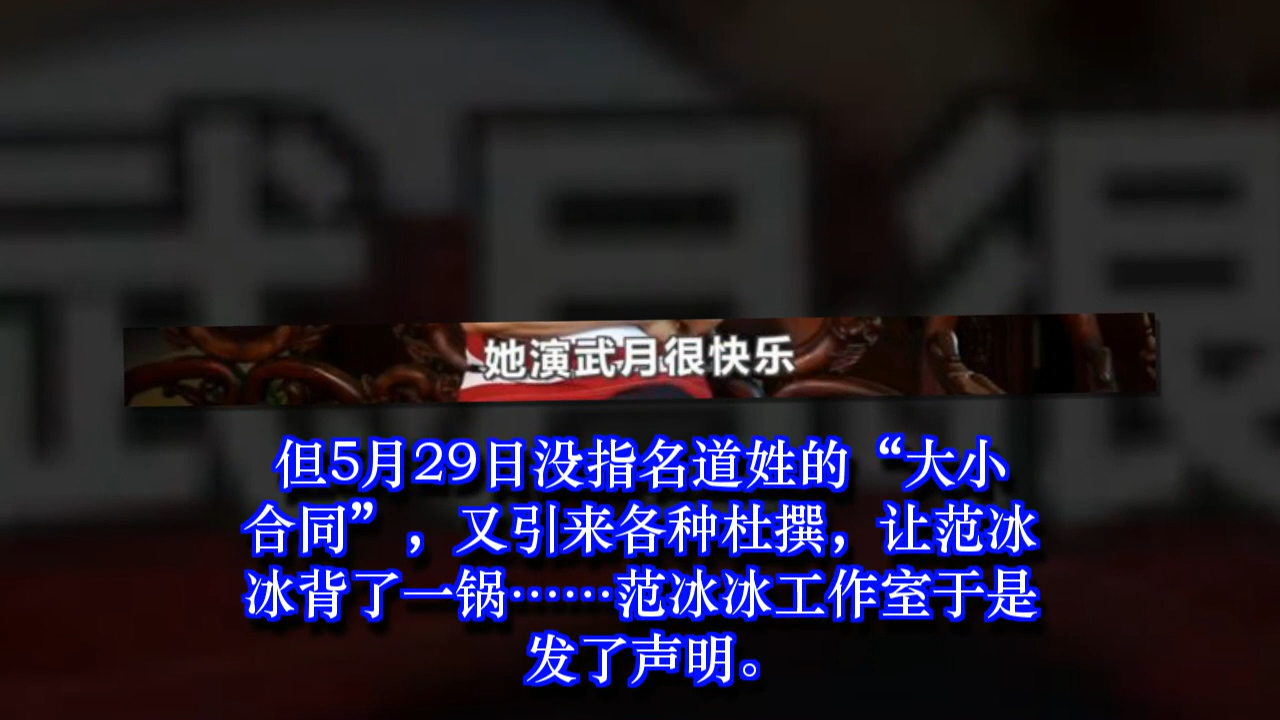 她演武月很快乐
但5月29日没指名道姓的“大小
合同”，又引来各种杜撰，让范冰
冰背了一锅……范冰冰工作室于是
发了声明。